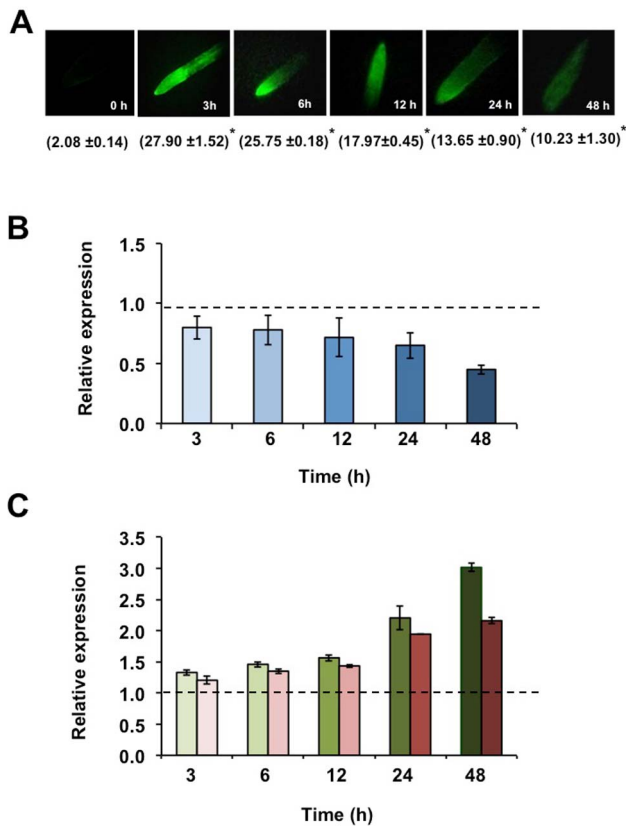 A
0 h
3h
6h
12 h
24 h
48 h
(2.08 ±0.14)
(27.90 ±1.52)*
(25.75 ±0.18)*
(17.97±0.45)*
(13.65 ±0.90)*
(10.23 ±1.30)*
B
Relative expression
1.5
1.0
0.5
0.0
3 6 12 24 48
Time (h)
C
Relative expression
3.5
3.0
2.5
2.0
1.5
1.0
0.5
0.0
3 6 12 24 48
Time (h)